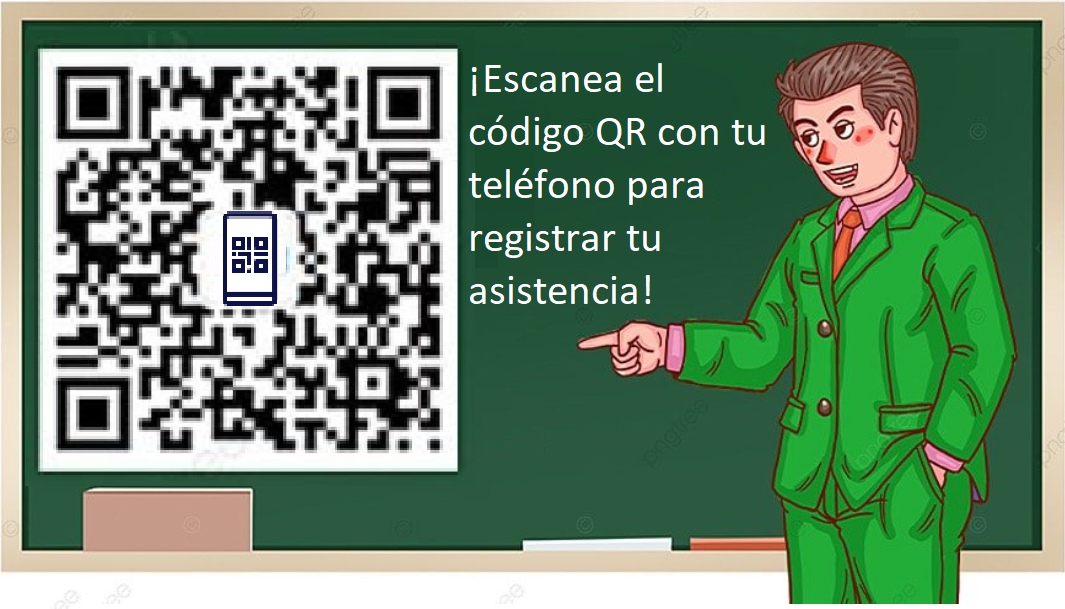 ¡Escanea el
código QR con tu
teléfono para
registrar tu
asistencia!